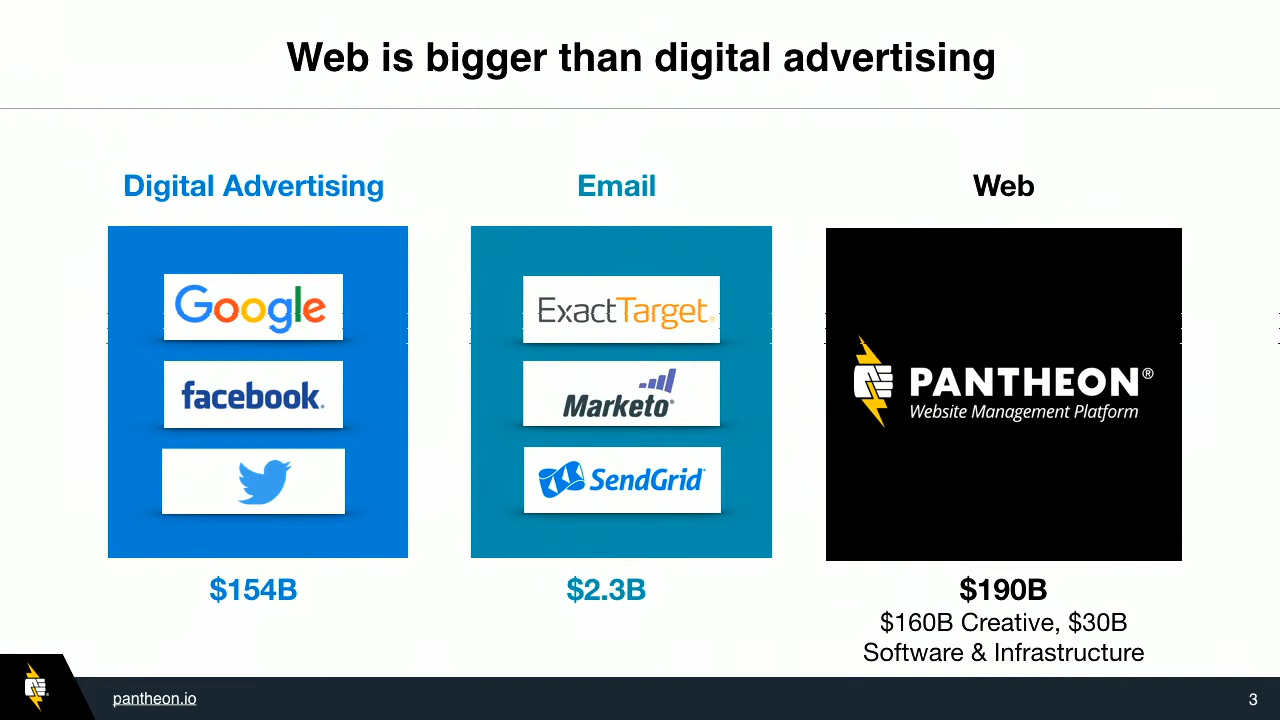 Web is bigger than digital advertising
Digital Advertising
Email
Web
Google
facebook.
ExactTarget
Marketo®
SendGrid
PANTHEON®
Website Management Platform
$154B
$2.3B
$190B
$160B Creative, $30B
Software & Infrastructure
pantheon.io
3